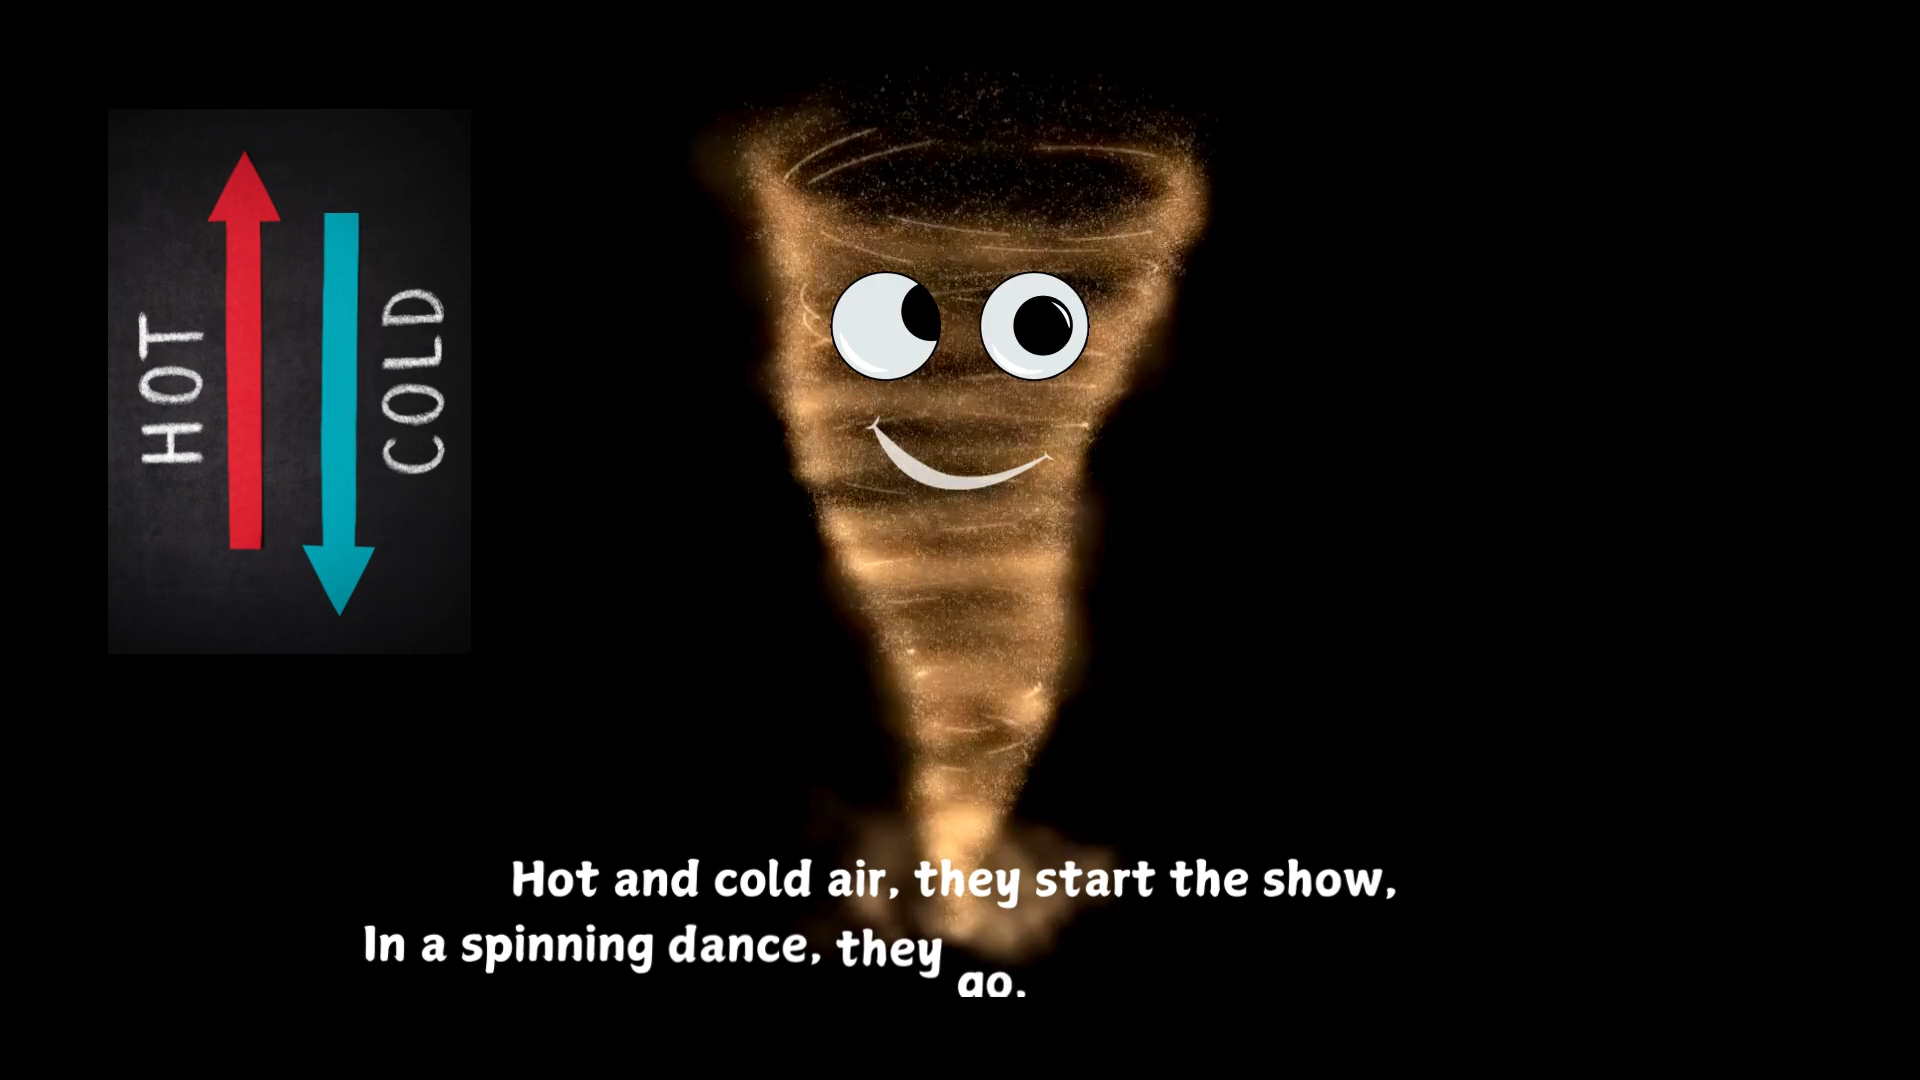 HOT
COLD
Hot and cold air, they start the show,
In a spinning dance, they go.